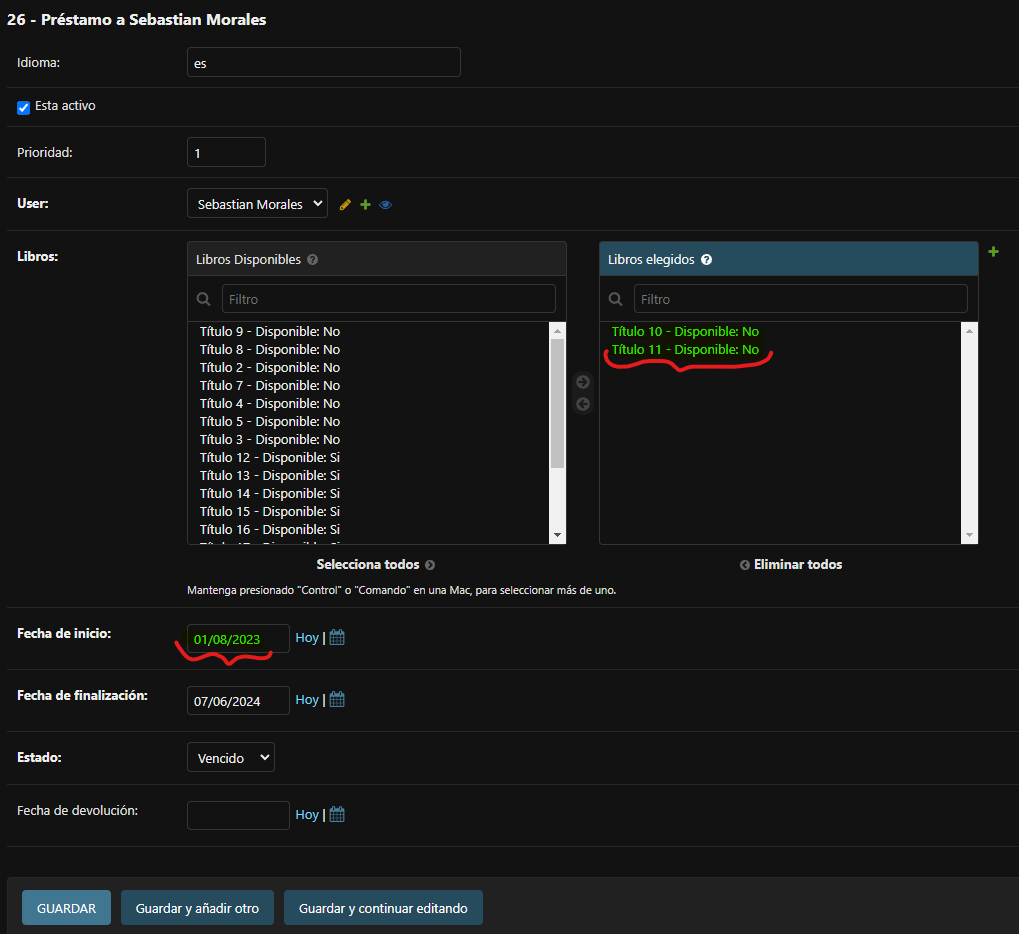 26 - Préstamo a Sebastian Morales
Idioma:
es
Esta activo
Prioridad:
1
User:
Sebastian Morales
Libros:
Libros Disponibles
Filtro
Título 9 - Disponible: No
Título 8 - Disponible: No
Título 2 - Disponible: No
Título 7 - Disponible: No
Título 4 - Disponible: No
Título 5 - Disponible: No
Título 3 - Disponible: No
Título 12 - Disponible: Si
Título 13 - Disponible: Si
Título 14 - Disponible: Si
Título 15 - Disponible: Si
Título 16 - Disponible: Si
Selecciona todos
Libros elegidos
Filtro
Título 10 - Disponible: No
Título 11 - Disponible: No
Eliminar todos
Mantenga presionado "Control" o "Comando" en una Mac, para seleccionar más de uno.
Fecha de inicio:
01/08/2023
Hoy |
Fecha de finalización:
07/06/2024
Hoy |
Estado:
Vencido
Fecha de devolución:
Hoy |
GUARDAR
Guardar y añadir otro
Guardar y continuar editando